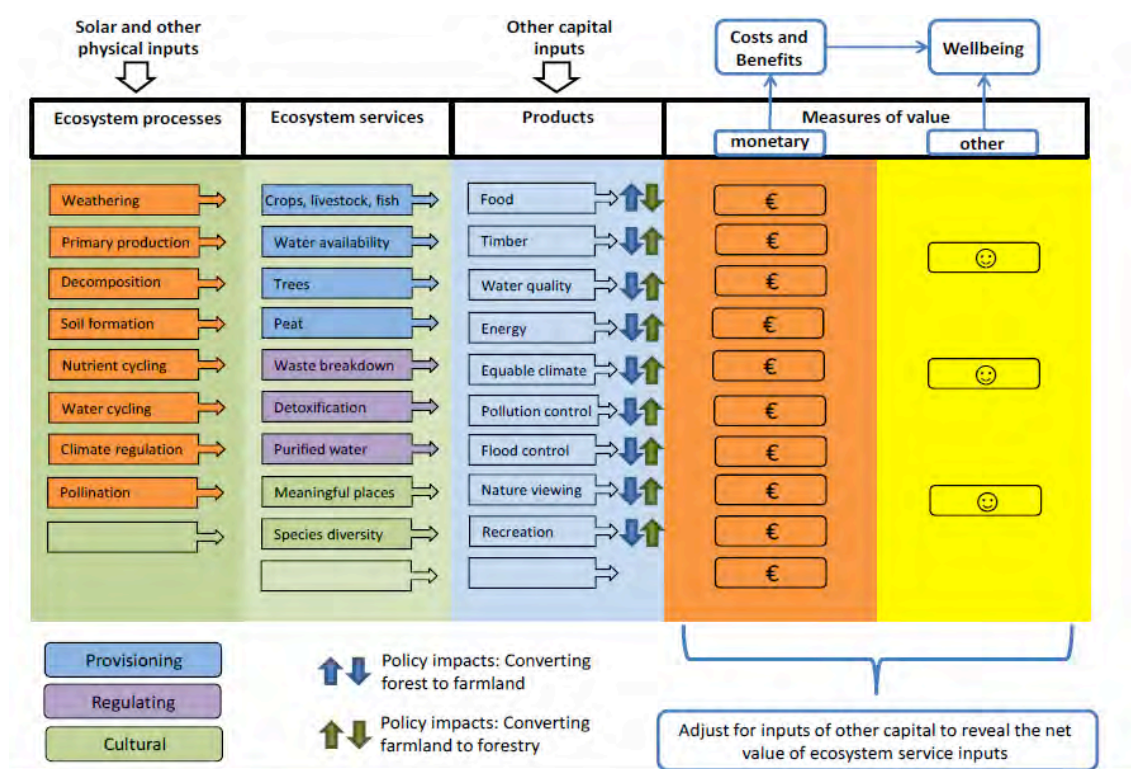 Solar and other
physical inputs
Other capital
inputs
Costs and
Benefits
Wellbeing
Ecosystem processes
Ecosystem services
Products
Measures of value
monetary
other
Weathering
Crops, livestock, fish
Food
€
Primary production
Water availability
Timber
€
Decomposition
Trees
Water quality
€
Soil formation
Peat
Energy
€
Nutrient cycling
Waste breakdown
Equable climate
€
Water cycling
Detoxification
Pollution control
€
Climate regulation
Purified water
Flood control
€
Pollination
Meaningful places
Nature viewing
€
Species diversity
Recreation
€
€
Provisioning
Regulating
Cultural
Policy impacts: Converting
forest to farmland
Policy impacts: Converting
farmland to forestry
Adjust for inputs of other capital to reveal the net
value of ecosystem service inputs